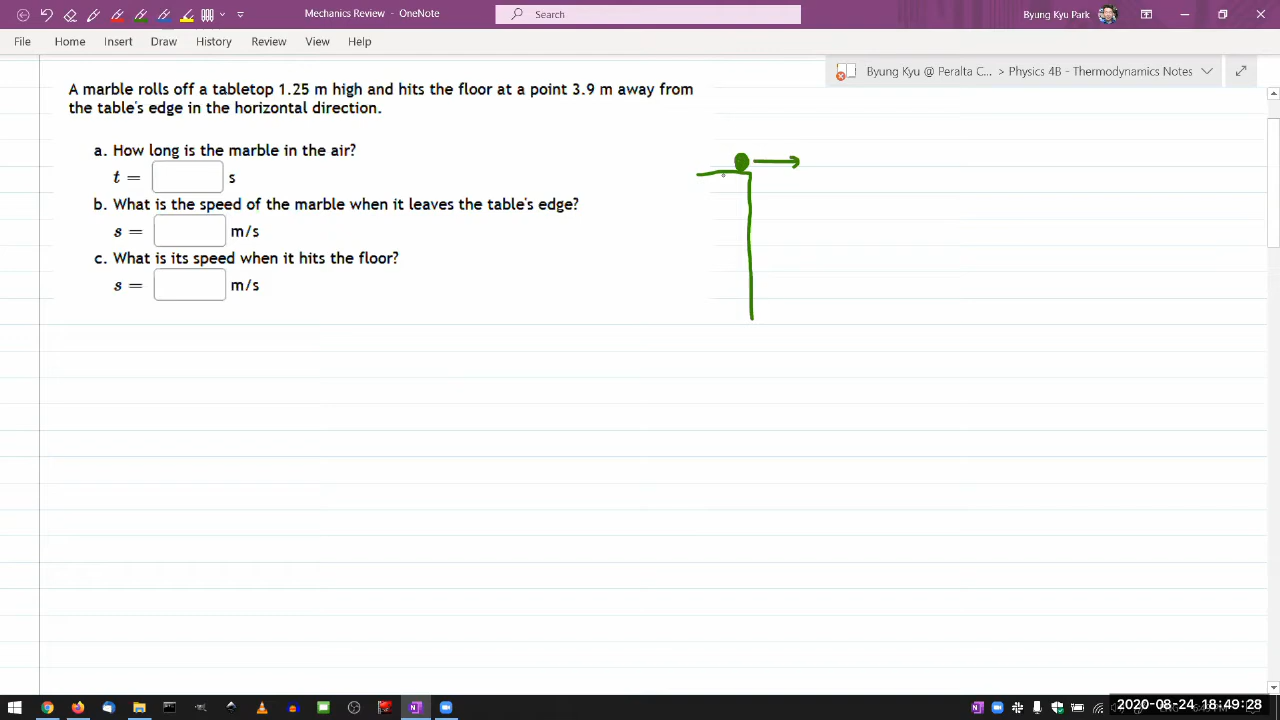 Mechanics Review - OneNote
Search
Byung Kyu Park
File Home Insert Draw History Review View Help
Byung Kyu @ Peralta C... > Physics 4B - Thermodynamics Notes
A marble rolls off a tabletop 1.25 m high and hits the floor at a point 3.9 m away from
the table's edge in the horizontal direction.
a. How long is the marble in the air?
t = s
b. What is the speed of the marble when it leaves the table's edge?
s = m/s
c. What is its speed when it hits the floor?
s = m/s
2020-08-24 18:49:28